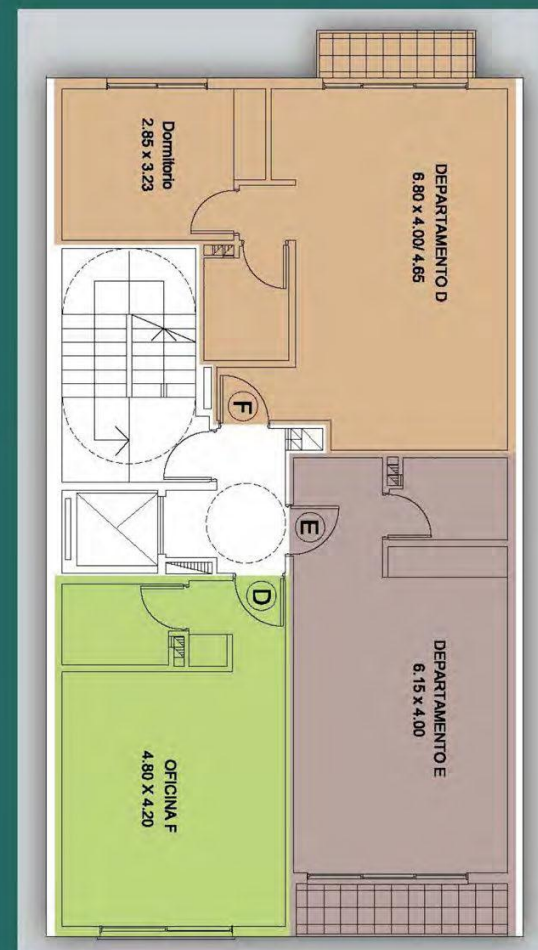 Dormitorio
2.85 x 3.23
DEPARTAMENTO D
6.80 x 4.00/ 4.65
F
E
D
DEPARTAMENTO E
6.15 x 4.00
OFICINA F
4.80 X 4.20